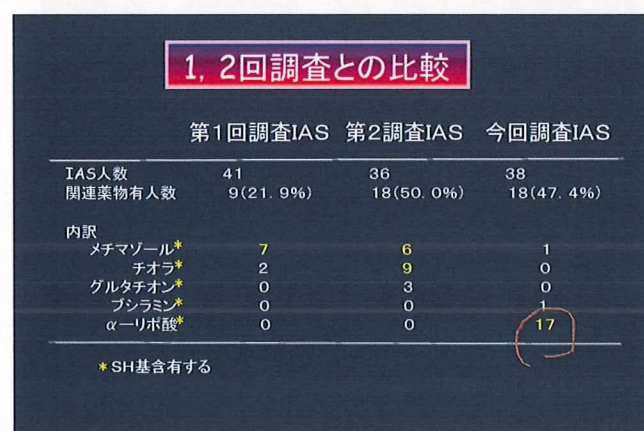 1, 2回調査との比較
第1回調査IAS 第2調査IAS 今回調査IAS
IAS人数 41 36 38
関連薬物有人数 9(21. 9%) 18(50. 0%) 18(47. 4%)
内訳
メチマゾール* 7 6 1
チオラ* 2 9 0
グルタチオン* 0 3 0
ブシラミン* 0 0 1
αーリポ酸* 0 0 17
*SH基含有する